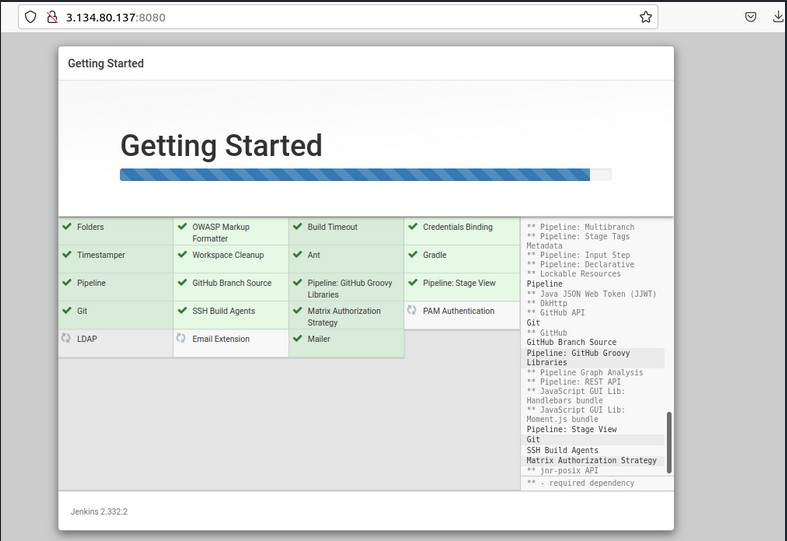 3.134.80.137:8080
Getting Started
Getting Started
Folders
OWASP Markup
Formatter
Build Timeout
Credentials Binding
Timestamper
Workspace Cleanup
Ant
Gradle
Pipeline
GitHub Branch Source
Pipeline: GitHub Groovy
Libraries
Pipeline: Stage View
Git
SSH Build Agents
Matrix Authorization
Strategy
PAM Authentication
LDAP
Email Extension
Mailer
** Pipeline: Multibranch
** Pipeline: Stage Tags
Metadata
** Pipeline: Input Step
** Pipeline: Declarative
** Lockable Resources
Pipeline
** Java JSON Web Token (JJWT)
** OkHttp
** GitHub API
Git
** GitHub
GitHub Branch Source
Pipeline: GitHub Groovy
Libraries
** Pipeline Graph Analysis
** Pipeline: REST API
** JavaScript GUI Lib:
Handlebars bundle
** JavaScript GUI Lib:
Moment.js bundle
Pipeline: Stage View
Git
SSH Build Agents
Matrix Authorization Strategy
** jnr-posix API
** - required dependency
Jenkins 2.332.2